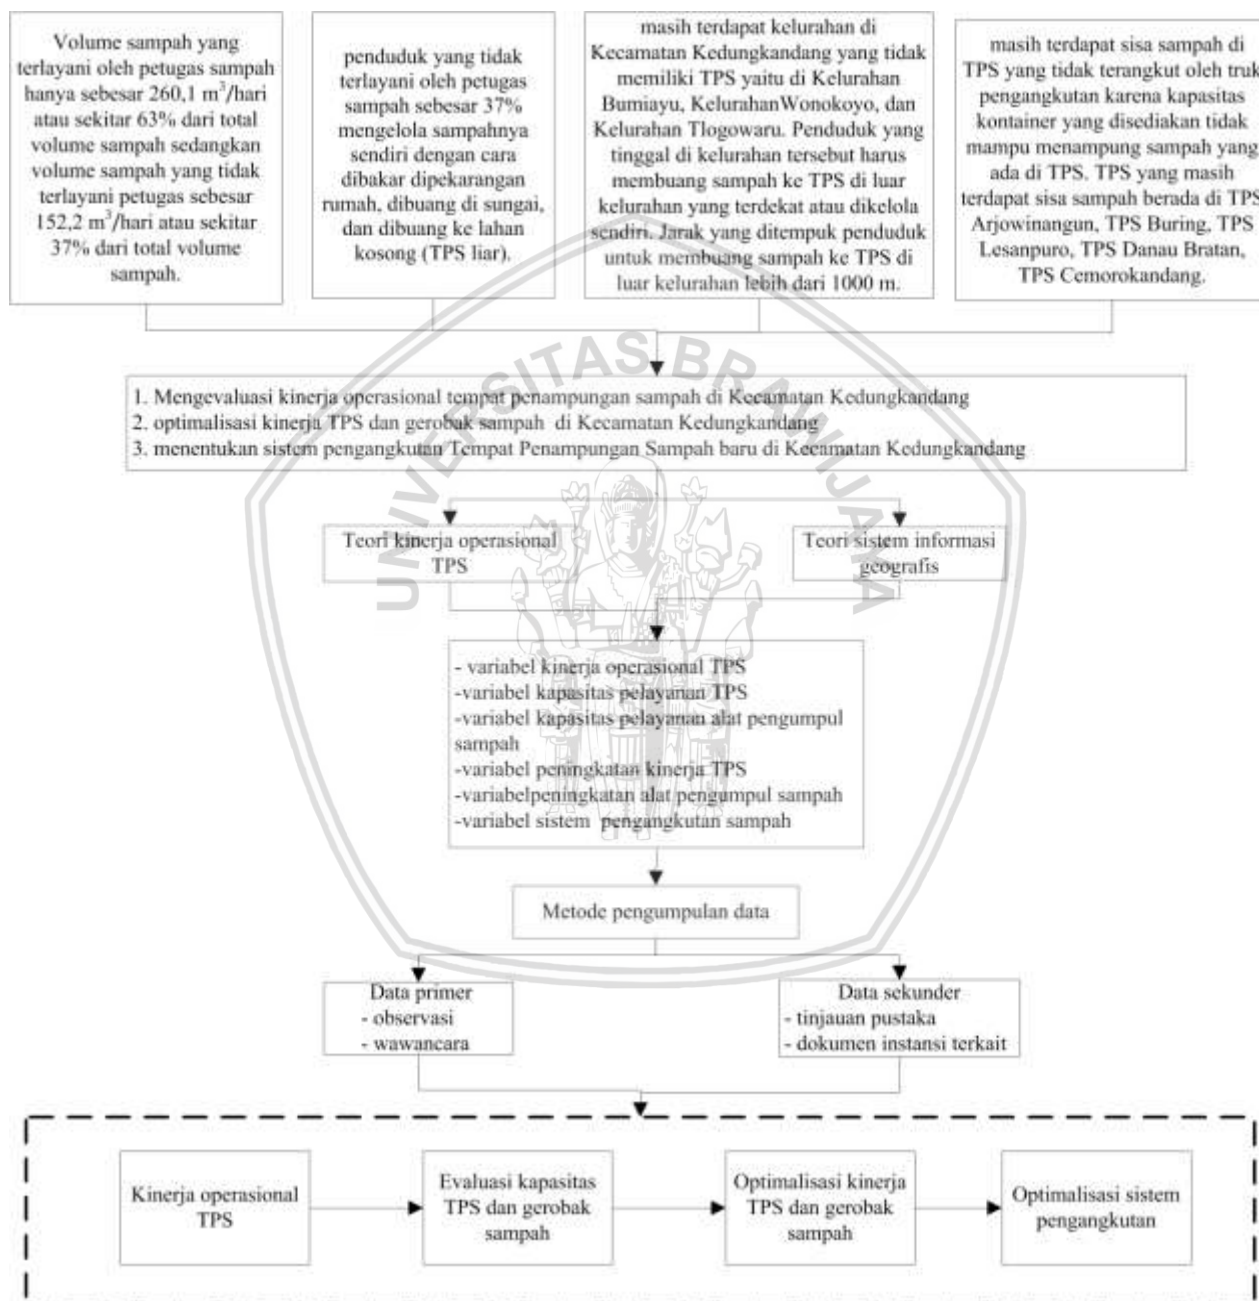 Volume sampah yang
terlayani oleh petugas sampah
hanya sebesar 260,1 m³/hari
atau sekitar 63% dari total
volume sampah sedangkan
volume sampah yang tidak
terlayani petugas sebesar
152,2 m³/hari atau sekitar
37% dari total volume
sampah.
penduduk yang tidak
terlayani oleh petugas
sampah sebesar 37%
mengelola sampahnya
sendiri dengan cara
dibakar dipekarangan
rumah, dibuang di sungai,
dan dibuang ke lahan
kosong (TPS liar).
masih terdapat kelurahan di
Kecamatan Kedungkandang yang tidak
memiliki TPS yaitu di Kelurahan
Bumiayu, KelurahanWonokoyo, dan
Kelurahan Tlogowaru. Penduduk yang
tinggal di kelurahan tersebut harus
membuang sampah ke TPS di luar
kelurahan yang terdekat atau dikelola
sendiri. Jarak yang ditempuk penduduk
untuk membuang sampah ke TPS di
luar kelurahan lebih dari 1000 m.
masih terdapat sisa sampah di
TPS yang tidak terangkut oleh truk
pengangkutan karena kapasitas
kontainer yang disediakan tidak
mampu menampung sampah yang
ada di TPS. TPS yang masih
terdapat sisa sampah berada di TPS
Arjowinangun, TPS Buring, TPS
Lesanpuro, TPS Danau Bratan,
TPS Cemorokandang.
UNIVERSITAS BRAWIJAYA
1. Mengevaluasi kinerja operasional tempat penampungan sampah di Kecamatan Kedungkandang
2. optimalisasi kinerja TPS dan gerobak sampah di Kecamatan Kedungkandang
3. menentukan sistem pengangkutan Tempat Penampungan Sampah baru di Kecamatan Kedungkandang
Teori kinerja operasional
TPS
Teori sistem informasi
geografis
- variabel kinerja operasional TPS
-variabel kapasitas pelayanan TPS
-variabel kapasitas pelayanan alat pengumpul
sampah
-variabel peningkatan kinerja TPS
-variabelpeningkatan alat pengumpul sampah
-variabel sistem pengangkutan sampah
Metode pengumpulan data
Data primer
- observasi
- wawancara
Data sekunder
- tinjauan pustaka
- dokumen instansi terkait
Kinerja operasional
TPS
Evaluasi kapasitas
TPS dan gerobak
sampah
Optimalisasi kinerja
TPS dan gerobak
sampah
Optimalisasi sistem
pengangkutan